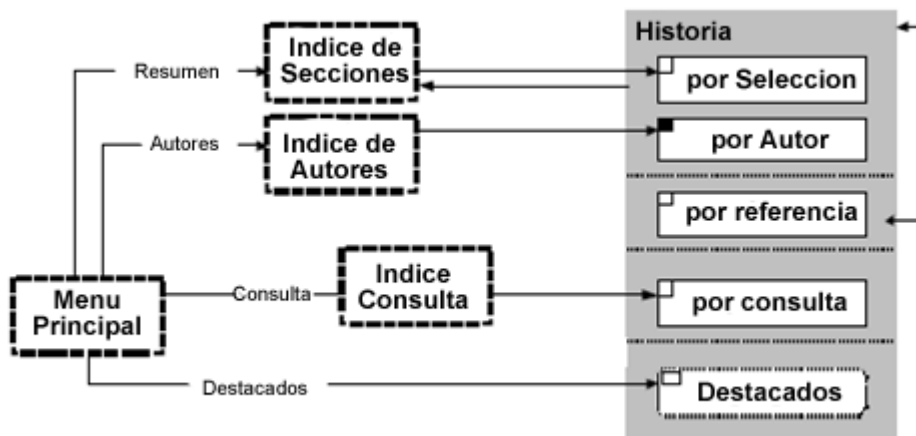 Indice de
Secciones
Historia
Resumen
por Seleccion
Autores
Indice de
Autores
por Autor
por referencia
Menu
Principal
Consulta
Indice
Consulta
por consulta
Destacados
Destacados